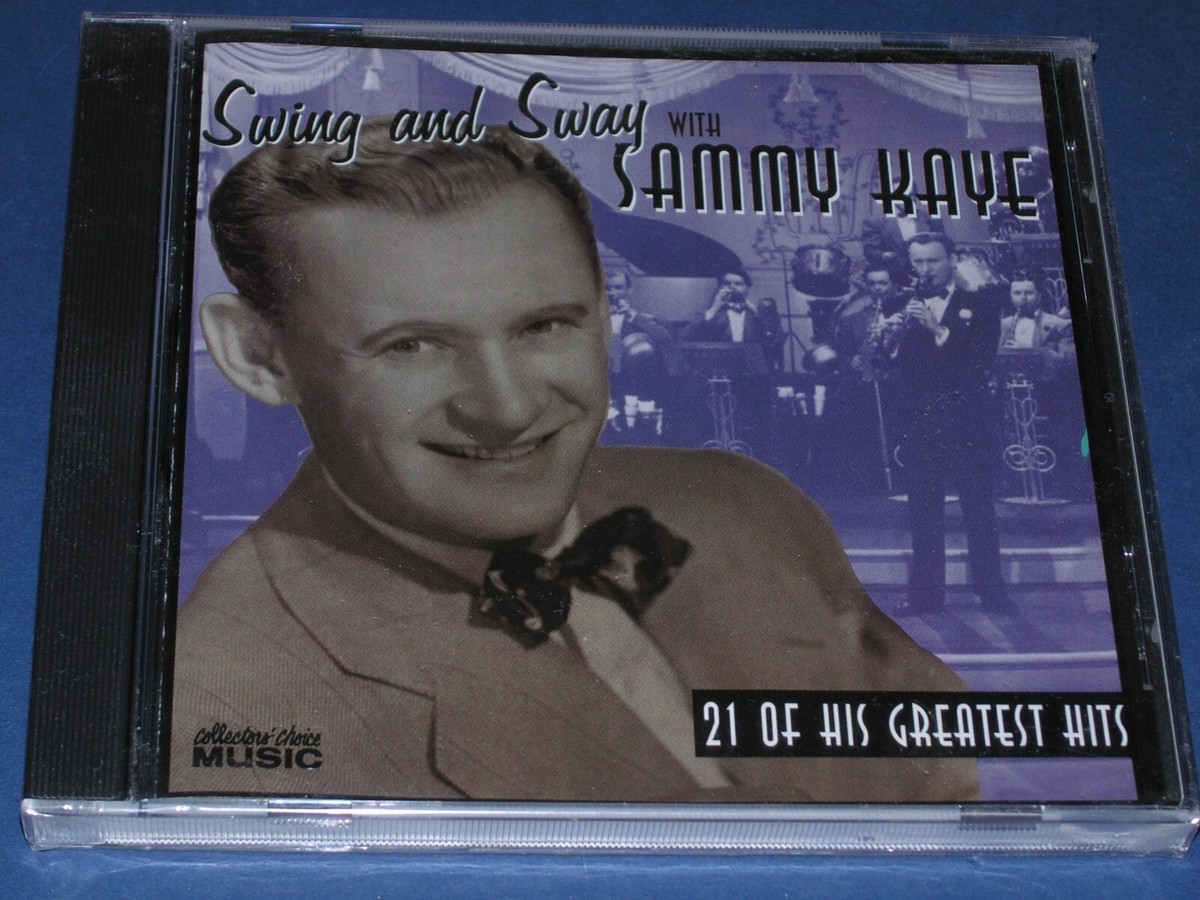 Swing and Sway WITH
SAMMY KAYE
21 OF HIS GREATEST HITS
Collectors' Choice
MUSIC